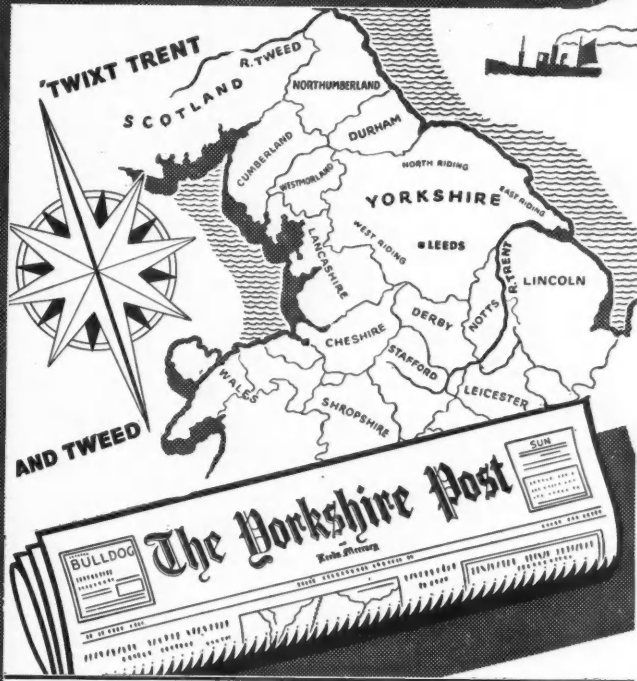 'TWIXT TRENT
R. TWEED
SCOTLAND
NORTHUMBERLAND
CUMBERLAND
DURHAM
WESTMORLAND
NORTH RIDING
YORKSHIRE
EAST RIDING
WEST RIDING
LEEDS
LANCASHIRE
R. TRENT
LINCOLN
CHESHIRE
DERBY
NOTTS
STAFFORD
WALES
LEICESTER
SHROPSHIRE
AND TWEED
SUN
BULLDOG
The Yorkshire Post
and
Leeds Mercury